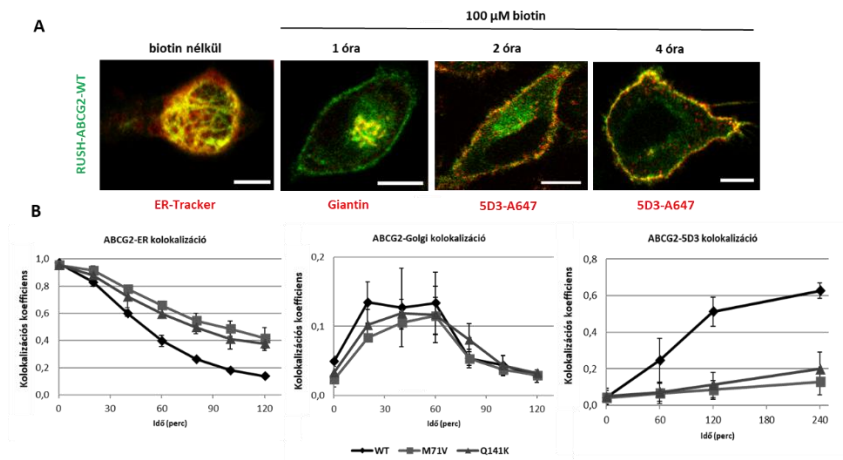 A
100 µM biotin
biotin nélkül
1 óra
2 óra
4 óra
RUSH-ABCG2-WT
ER-Tracker
Giantin
5D3-A647
5D3-A647
B
ABCG2-ER kolokalizáció
Kolokalizációs koefficiens
1,0
0,8
0,6
0,4
0,2
0,0
0
30
60
90
120
Idő (perc)
ABCG2-Golgi kolokalizáció
Kolokalizációs koefficiens
0,2
0,1
0,0
0
30
60
90
120
Idő (perc)
ABCG2-5D3 kolokalizáció
Kolokalizációs koefficiens
0,8
0,6
0,4
0,2
0,0
0
60
120
180
240
Idő (perc)
WT
M71V
Q141K